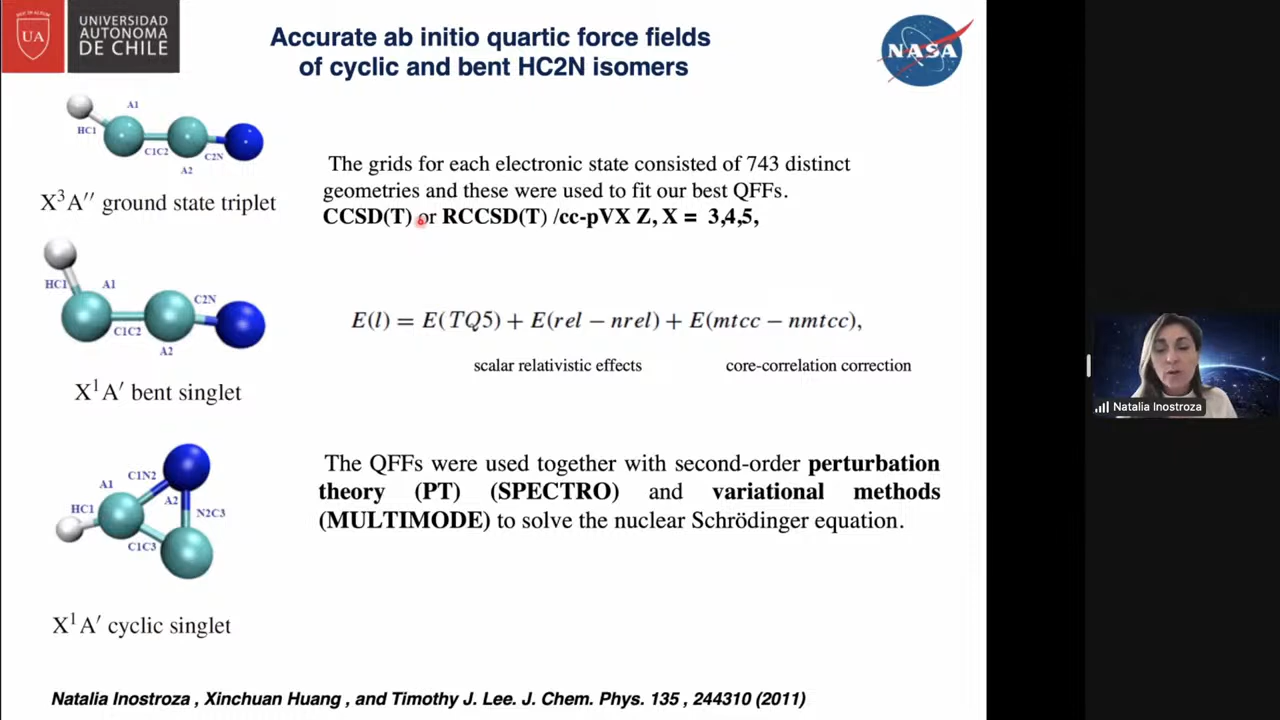 UA
UNIVERSIDAD
AUTÓNOMA
DE CHILE
Accurate ab initio quartic force fields
of cyclic and bent HC2N isomers
NASA
A1
HC1
C1C2
C2N
A2
X³A′′ ground state triplet
The grids for each electronic state consisted of 743 distinct
geometries and these were used to fit our best QFFs.
CCSD(T) or RCCSD(T) /cc-pVX Z, X = 3,4,5,
HC1
A1
C2N
C1C2
A2
X¹A′ bent singlet
E(l) = E(TQ5) + E(rel − nrel) + E(mtcc − nmtcc),
scalar relativistic effects
core-correlation correction
Natalia Inostroza
C1N2
A1
A2
HC1
N2C3
C1C3
X¹A′ cyclic singlet
The QFFs were used together with second-order perturbation
theory (PT) (SPECTRO) and variational methods
(MULTIMODE) to solve the nuclear Schrödinger equation.
Natalia Inostroza , Xinchuan Huang , and Timothy J. Lee. J. Chem. Phys. 135 , 244310 (2011)